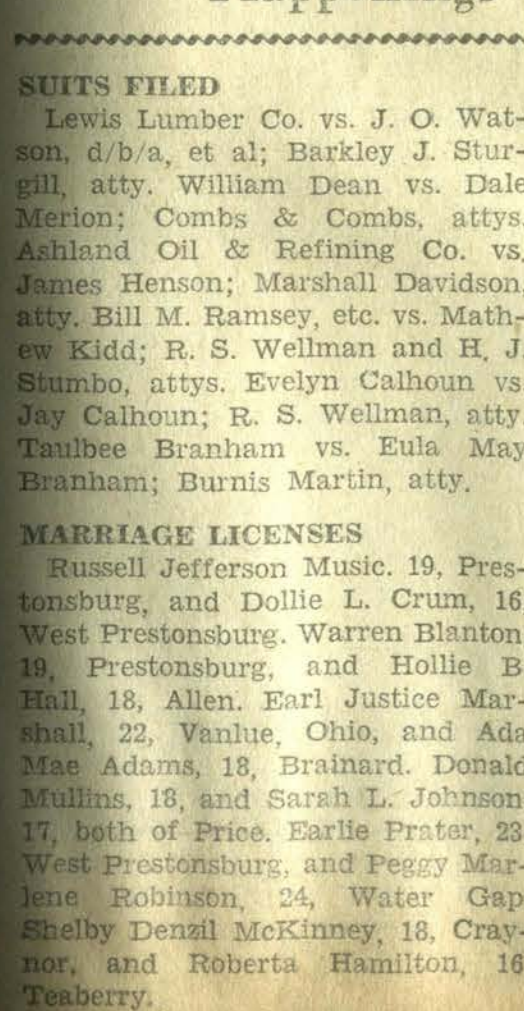 SUITS FILED
Lewis Lumber Co. vs. J. O. Wat-
son, d/b/a, et al; Barkley J. Stur-
gill, atty. William Dean vs. Dale
Merion; Combs & Combs, attys.
Ashland Oil & Refining Co. vs.
James Henson; Marshall Davidson,
atty. Bill M. Ramsey, etc. vs. Math-
ew Kidd; R. S. Wellman and H. J.
Stumbo, attys. Evelyn Calhoun vs
Jay Calhoun; R. S. Wellman, atty.
Taulbee Branham vs. Eula May
Branham; Burnis Martin, atty.
MARRIAGE LICENSES
Russell Jefferson Music. 19, Pres-
tonsburg, and Dollie L. Crum, 16
West Prestonsburg. Warren Blanton
19, Prestonsburg, and Hollie B
Hall, 18, Allen. Earl Justice Mar-
shall, 22, Vanlue, Ohio, and Ada
Mae Adams, 18, Brainard. Donald
Mullins, 18, and Sarah L. Johnson
17, both of Price. Earlie Prater, 23
West Prestonsburg, and Peggy Mar-
lene Robinson, 24, Water Gap
Shelby Denzil McKinney, 18, Cray-
nor, and Roberta Hamilton, 16
Teaberry.